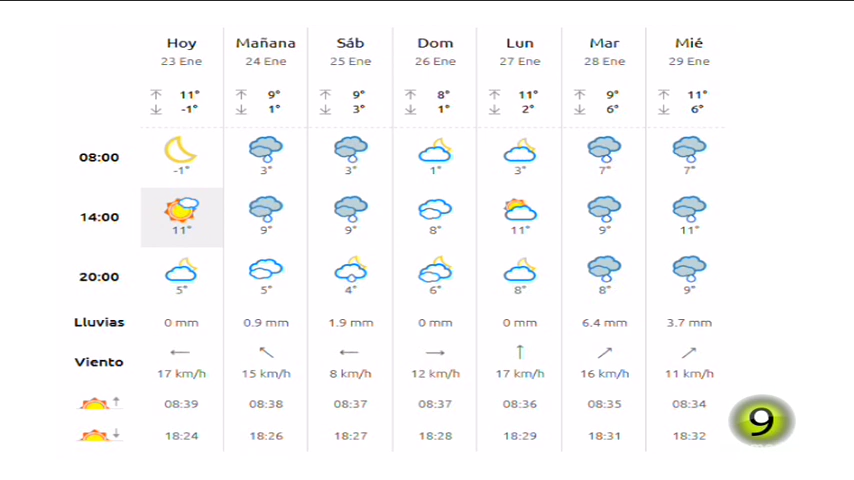 Hoy Mañana Sáb Dom Lun Mar Mié
23 Ene 24 Ene 25 Ene 26 Ene 27 Ene 28 Ene 29 Ene
11° 9° 9° 8° 11° 9° 11°
-1° 1° 3° 1° 2° 6° 6°
08:00
-1° 3° 3° 1° 3° 7° 7°
14:00
11° 9° 9° 8° 11° 9° 11°
20:00
5° 5° 4° 6° 8° 8° 9°
Lluvias 0 mm 0.9 mm 1.9 mm 0 mm 0 mm 6.4 mm 3.7 mm
Viento
17 km/h 15 km/h 8 km/h 12 km/h 17 km/h 16 km/h 11 km/h
08:39 08:38 08:37 08:37 08:36 08:35 08:34
18:24 18:26 18:27 18:28 18:29 18:31 18:32
9